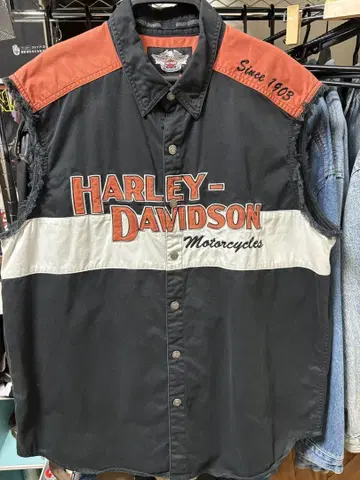 Since 1903
HARLEY-
DAVIDSON
Motorcycles